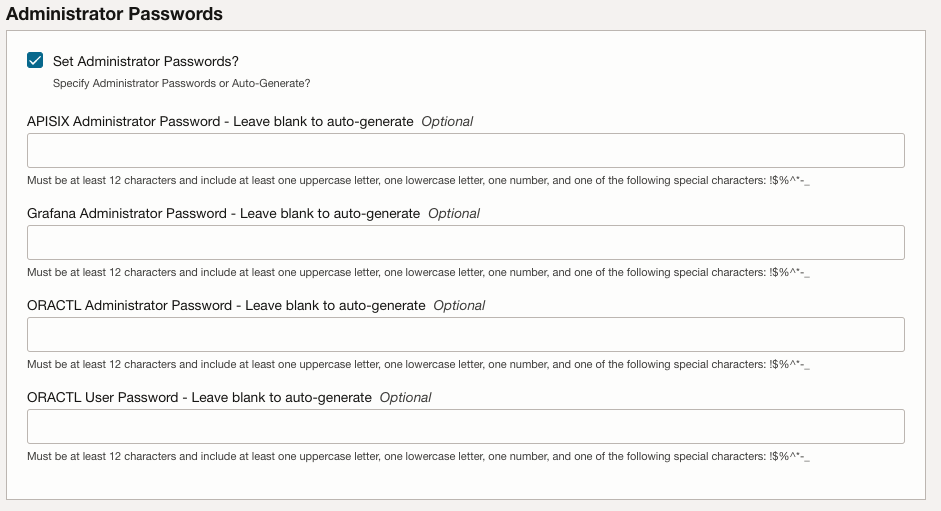 Administrator Passwords
Set Administrator Passwords?
Specify Administrator Passwords or Auto-Generate?
APISIX Administrator Password - Leave blank to auto-generate Optional
Must be at least 12 characters and include at least one uppercase letter, one lowercase letter, one number, and one of the following special characters: !$%^*-_
Grafana Administrator Password - Leave blank to auto-generate Optional
Must be at least 12 characters and include at least one uppercase letter, one lowercase letter, one number, and one of the following special characters: !$%^*-_
ORACTL Administrator Password - Leave blank to auto-generate Optional
Must be at least 12 characters and include at least one uppercase letter, one lowercase letter, one number, and one of the following special characters: !$%^*-_
ORACTL User Password - Leave blank to auto-generate Optional
Must be at least 12 characters and include at least one uppercase letter, one lowercase letter, one number, and one of the following special characters: !$%^*-_